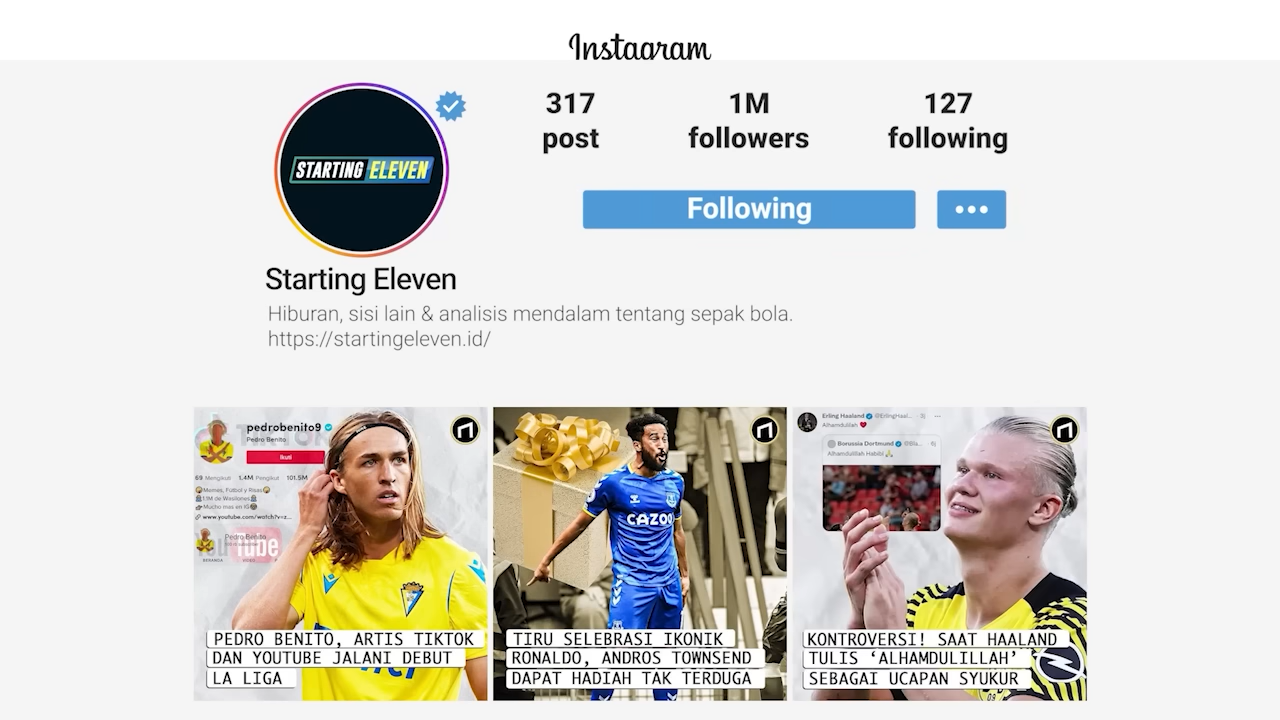 Instagram
STARTING ELEVEN
317
post
1M
followers
127
following
Following
Starting Eleven
Hiburan, sisi lain & analisis mendalam tentang sepak bola.
https://startingeleven.id/
pedrobenito9
Pedro Benito
Ikuti
69 Mengikuti 1.4M Pengikut 101.5M
Memes, Fútbol y Risas
1.1M de Wasilones
Mucho mas en IG
www.youtube.com/watch?v=z...
Pedro Benito
PEDRO BENITO, ARTIS TIKTOK
DAN YOUTUBE JALANI DEBUT
LA LIGA
CAZOO
TIRU SELEBRASI IKONIK
RONALDO, ANDROS TOWNSEND
DAPAT HADIAH TAK TERDUGA
Erling Haaland @ErlingHaal...
Alhamdulillah
Borussia Dortmund @Bla...
Alhamdulillah Habibi
KONTROVERSI! SAAT HAALAND
TULIS ‘ALHAMDULILLAH’
SEBAGAI UCAPAN SYUKUR